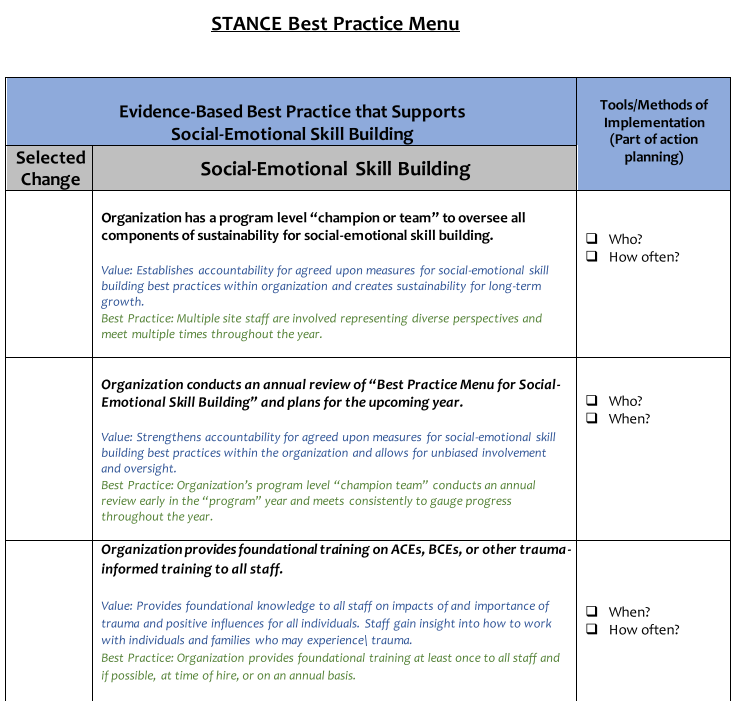 STANCE Best Practice Menu
Evidence-Based Best Practice that Supports
Social-Emotional Skill Building
Tools/Methods of
Implementation
(Part of action
planning)
Selected
Change
Social-Emotional Skill Building
Organization has a program level “champion or team” to oversee all
components of sustainability for social-emotional skill building.
Value: Establishes accountability for agreed upon measures for social-emotional skill
building best practices within organization and creates sustainability for long-term
growth.
Best Practice: Multiple site staff are involved representing diverse perspectives and
meet multiple times throughout the year.
❑ Who?
❑ How often?
Organization conducts an annual review of “Best Practice Menu for Social-
Emotional Skill Building” and plans for the upcoming year.
Value: Strengthens accountability for agreed upon measures for social-emotional skill
building best practices within the organization and allows for unbiased involvement
and oversight.
Best Practice: Organization’s program level “champion team” conducts an annual
review early in the “program” year and meets consistently to gauge progress
throughout the year.
❑ Who?
❑ When?
Organization provides foundational training on ACEs, BCEs, or other trauma-
informed training to all staff.
Value: Provides foundational knowledge to all staff on impacts of and importance of
trauma and positive influences for all individuals. Staff gain insight into how to work
with individuals and families who may experience\ trauma.
Best Practice: Organization provides foundational training at least once to all staff and
if possible, at time of hire, or on an annual basis.
❑ When?
❑ How often?